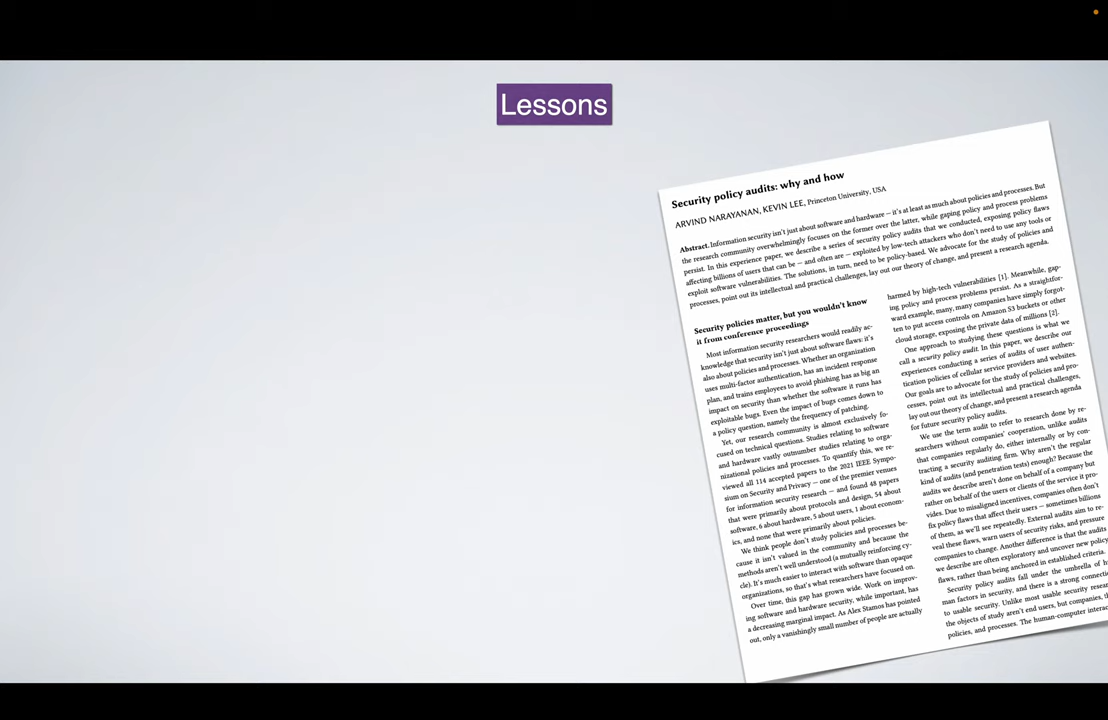 Lessons
Security policy audits: why and how
ARVIND NARAYANAN, KEVIN LEE, Princeton University, USA
Abstract. Information security isn't just about software and hardware — it's at least as much about policies and processes. But
the research community overwhelmingly focuses on the former over the latter, while gaping policy and process problems
persist. In this experience paper, we describe a series of security policy audits that we conducted, exposing policy flaws
affecting billions of users that can be — and often are — exploited by low-tech attackers who don't need to use any tools or
exploit software vulnerabilities. The solutions, in turn, need to be policy-based. We advocate for the study of policies and
processes, point out its intellectual and practical challenges, lay out our theory of change, and present a research agenda.
Security policies matter, but you wouldn't know
it from conference proceedings
Most information security researchers would readily ac-
knowledge that security isn't just about software flaws: it's
also about policies and processes. Whether an organization
uses multi-factor authentication, has an incident response
plan, and trains employees to avoid phishing has as big an
impact on security than whether the software it runs has
exploitable bugs. Even the impact of bugs comes down to
a policy question, namely the frequency of patching.
Yet, our research community is almost exclusively fo-
cused on technical questions. Studies relating to software
and hardware vastly outnumber studies relating to orga-
nizational policies and processes. To quantify this, we re-
viewed all 114 accepted papers to the 2021 IEEE Sympo-
sium on Security and Privacy — one of the premier venues
for information security research — and found 48 papers
that were primarily about protocols and design, 54 about
software, 6 about hardware, 5 about users, 1 about econom-
ics, and none that were primarily about policies.
We think people don't study policies and processes be-
cause it isn't valued in the community and because the
methods aren't well understood (a mutually reinforcing cy-
cle). It's much easier to interact with software than opaque
organizations, so that's what researchers have focused on.
Over time, this gap has grown wide. Work on improv-
ing software and hardware security, while important, has
a decreasing marginal impact. As Alex Stamos has pointed
out, only a vanishingly small number of people are actually
harmed by high-tech vulnerabilities [1]. Meanwhile, gap-
ing policy and process problems persist. As a straightfor-
ward example, many, many companies have simply forgot-
ten to put access controls on Amazon S3 buckets or other
cloud storage, exposing the private data of millions [2].
One approach to studying these questions is what we
call a security policy audit. In this paper, we describe our
experiences conducting a series of audits of user authen-
tication policies of cellular service providers and websites.
Our goals are to advocate for the study of policies and pro-
cesses, point out its intellectual and practical challenges,
lay out our theory of change, and present a research agenda
for future security policy audits.
We use the term audit to refer to research done by re-
searchers without companies' cooperation, unlike audits
that companies regularly do, either internally or by con-
tracting a security auditing firm. Why aren't the regular
kind of audits (and penetration tests) enough? Because the
audits we describe aren't done on behalf of a company but
rather on behalf of the users or clients of the service it pro-
vides. Due to misaligned incentives, companies often don't
fix policy flaws that affect their users — sometimes billions
of them, as we'll see repeatedly. External audits aim to re-
veal these flaws, warn users of security risks, and pressure
companies to change. Another difference is that the audits
we describe are often exploratory and uncover new policy
flaws, rather than being anchored in established criteria.
Security policy audits fall under the umbrella of
man factors in security, and there is a strong
to usable security. Unlike most usable security
the objects of study aren't end users, but companies,
policies, and processes. The human-computer